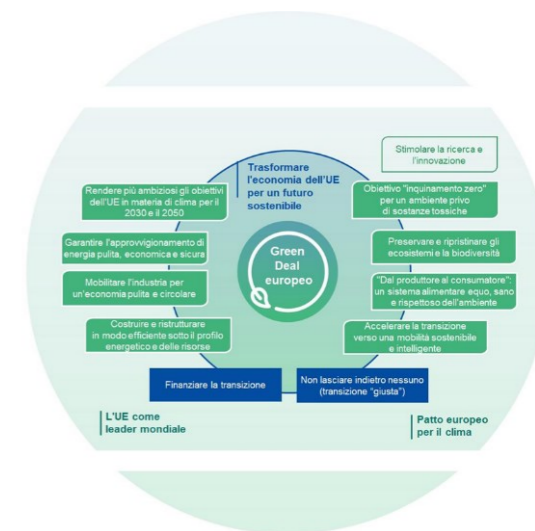 Trasformare
l'economia dell'UE
per un futuro
sostenibile
Stimolare la ricerca e
l'innovazione
Rendere più ambiziosi gli obiettivi
dell'UE in materia di clima per il
2030 e il 2050
Obiettivo "inquinamento zero"
per un ambiente privo
di sostanze tossiche
Garantire l'approvvigionamento di
energia pulita, economica e sicura
Green
Deal
europeo
Preservare e ripristinare gli
ecosistemi e la biodiversità
Mobilitare l'industria per
un'economia pulita e circolare
"Dal produttore al consumatore":
un sistema alimentare equo, sano
e rispettoso dell'ambiente
Costruire e ristrutturare
in modo efficiente sotto il profilo
energetico e delle risorse
Accelerare la transizione
verso una mobilità sostenibile
e intelligente
Finanziare la transizione
Non lasciare indietro nessuno
(transizione "giusta")
L'UE come
leader mondiale
Patto europeo
per il clima